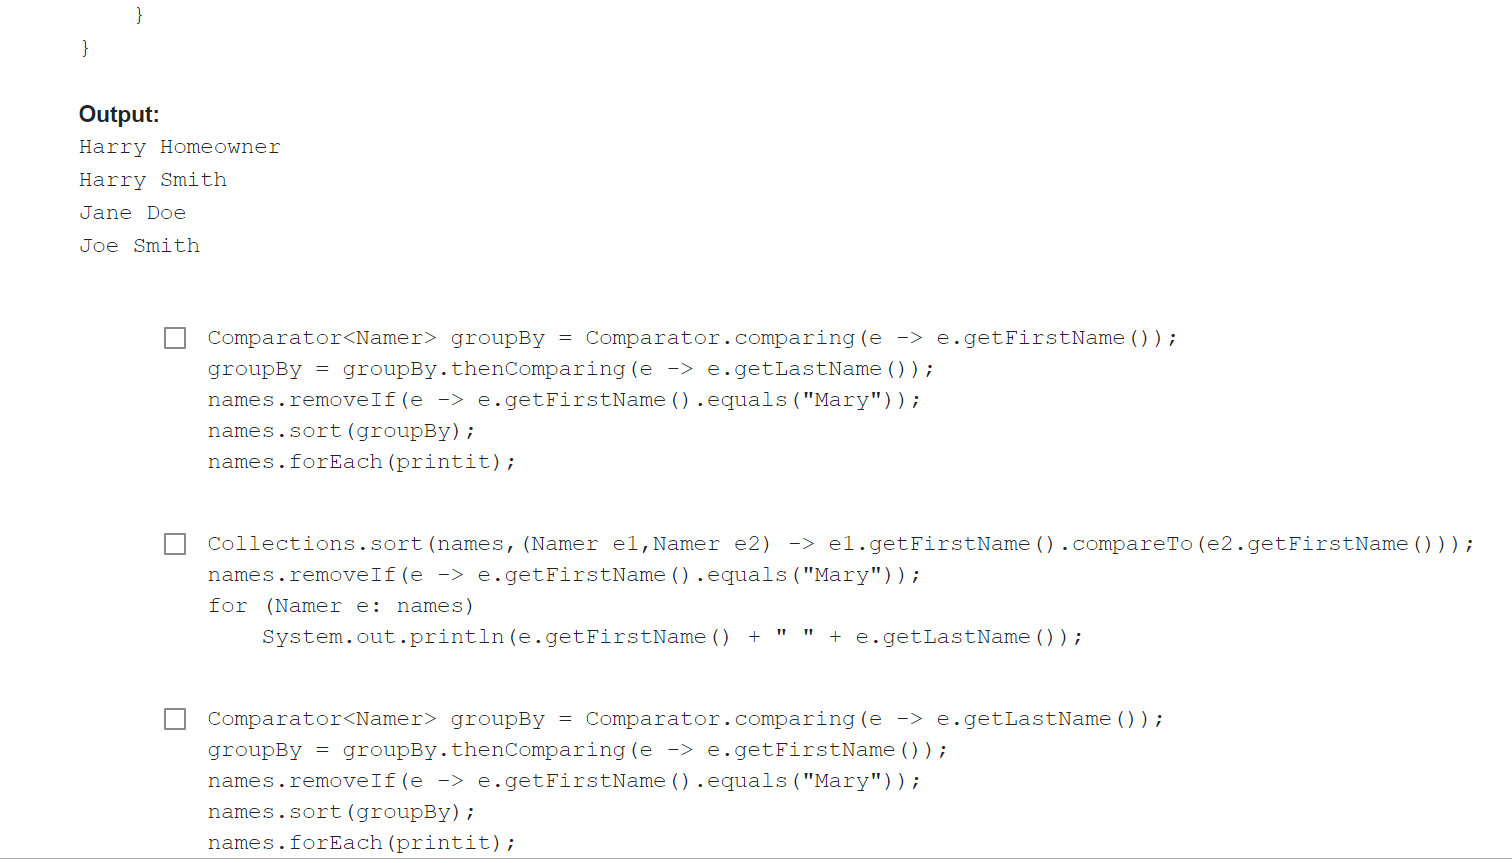 }
}
Output:
Harry Homeowner
Harry Smith
Jane Doe
Joe Smith
Comparator<Namer> groupBy = Comparator.comparing(e -> e.getFirstName());
groupBy = groupBy.thenComparing(e -> e.getLastName());
names.removeIf(e -> e.getFirstName().equals("Mary"));
names.sort(groupBy);
names.forEach(printit);
Collections.sort(names,(Namer e1,Namer e2) -> e1.getFirstName().compareTo(e2.getFirstName()));
names.removeIf(e -> e.getFirstName().equals("Mary"));
for (Namer e: names)
System.out.println(e.getFirstName() + " " + e.getLastName());
Comparator<Namer> groupBy = Comparator.comparing(e -> e.getLastName());
groupBy = groupBy.thenComparing(e -> e.getFirstName());
names.removeIf(e -> e.getFirstName().equals("Mary"));
names.sort(groupBy);
names.forEach(printit);